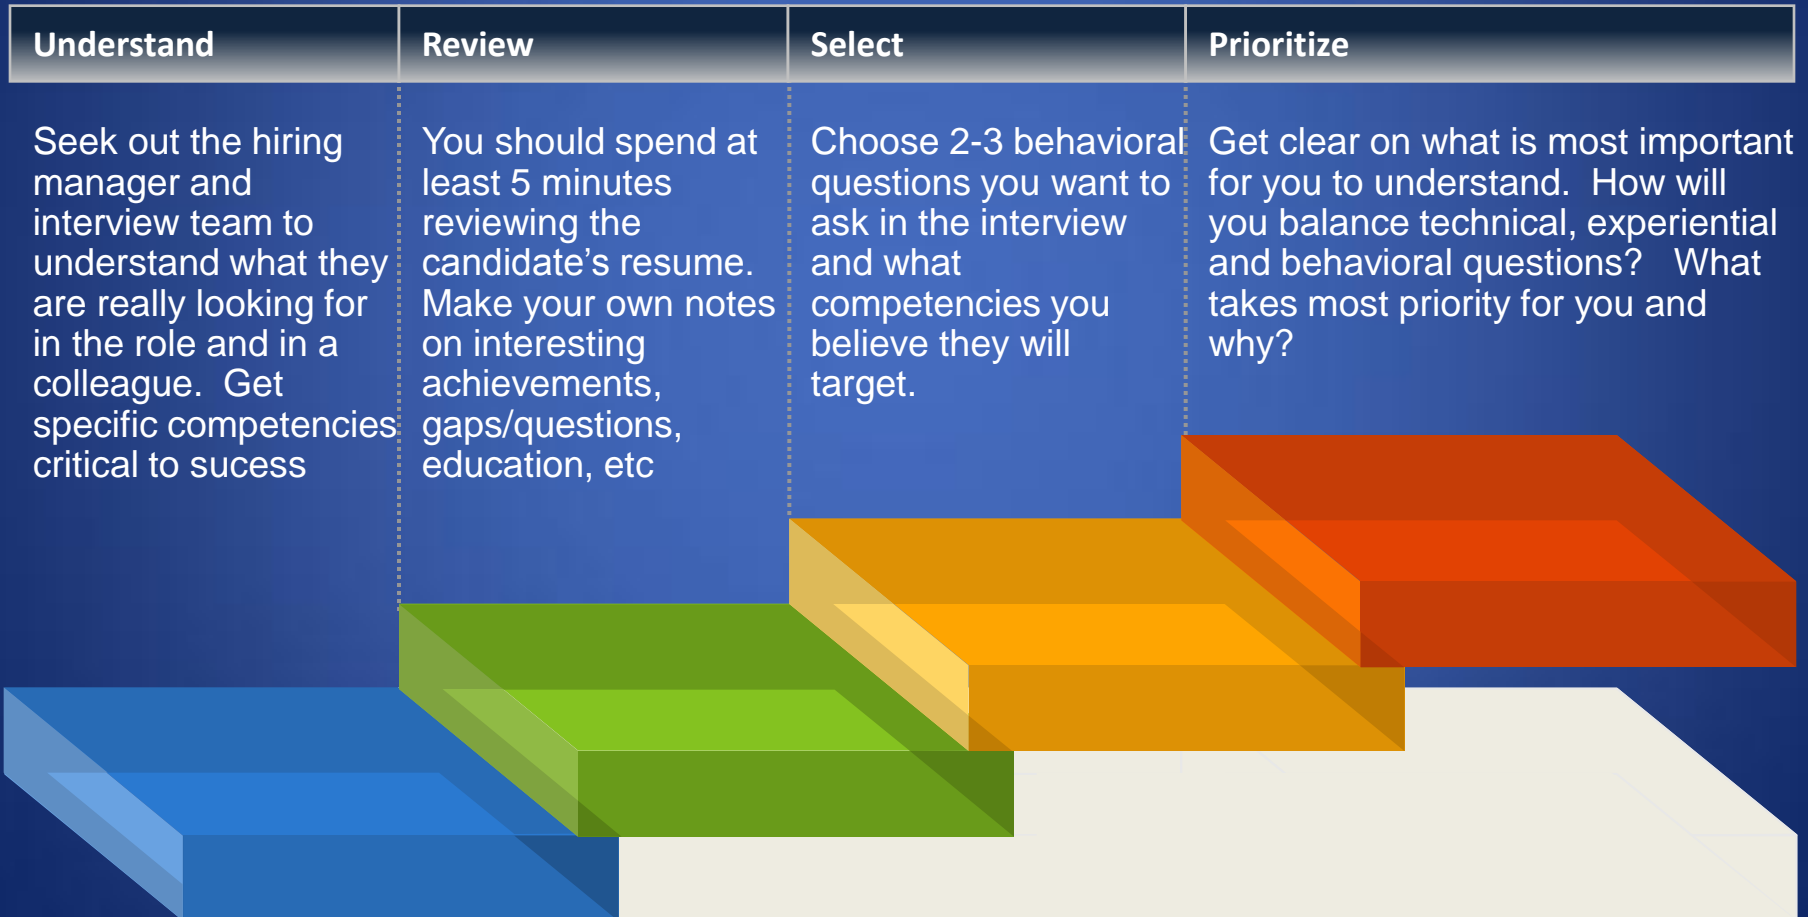 Understand
Seek out the hiring
manager and
interview team to
understand what they
are really looking for
in the role and in a
colleague.  Get
specific competencies
critical to sucess
Review
You should spend at
least 5 minutes
reviewing the
candidate’s resume.
Make your own notes
on interesting
achievements,
gaps/questions,
education, etc
Select
Choose 2-3 behavioral
questions you want to
ask in the interview
and what
competencies you
believe they will
target.
Prioritize
Get clear on what is most important
for you to understand.  How will
you balance technical, experiential
and behavioral questions?   What
takes most priority for you and
why?